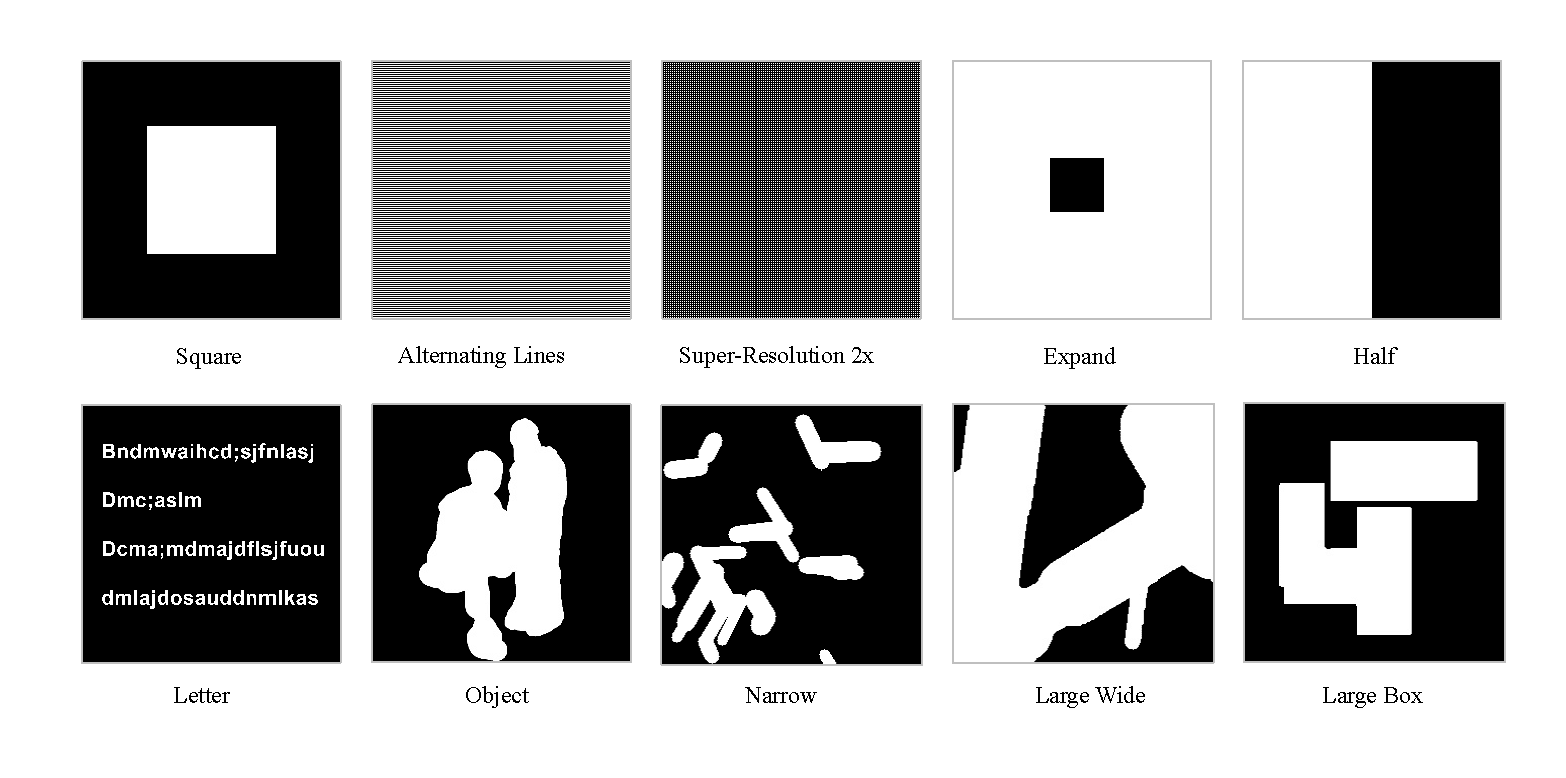 Square
Alternating Lines
Super-Resolution 2x
Expand
Half
Bndmwaihcd;sjfnlasj
Dmc;aslm
Dcma;mdmajdflsjfuou
dmlajdosauddnmlkas
Letter
Object
Narrow
Large Wide
Large Box